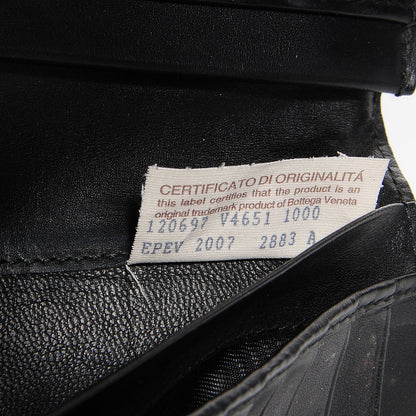 CERTIFICATO DI ORIGINALITÁ
this label certifies that the product is an
original trademark product of Bottega Veneta
120697 V4651 1000
EPEV 2007 2883 A